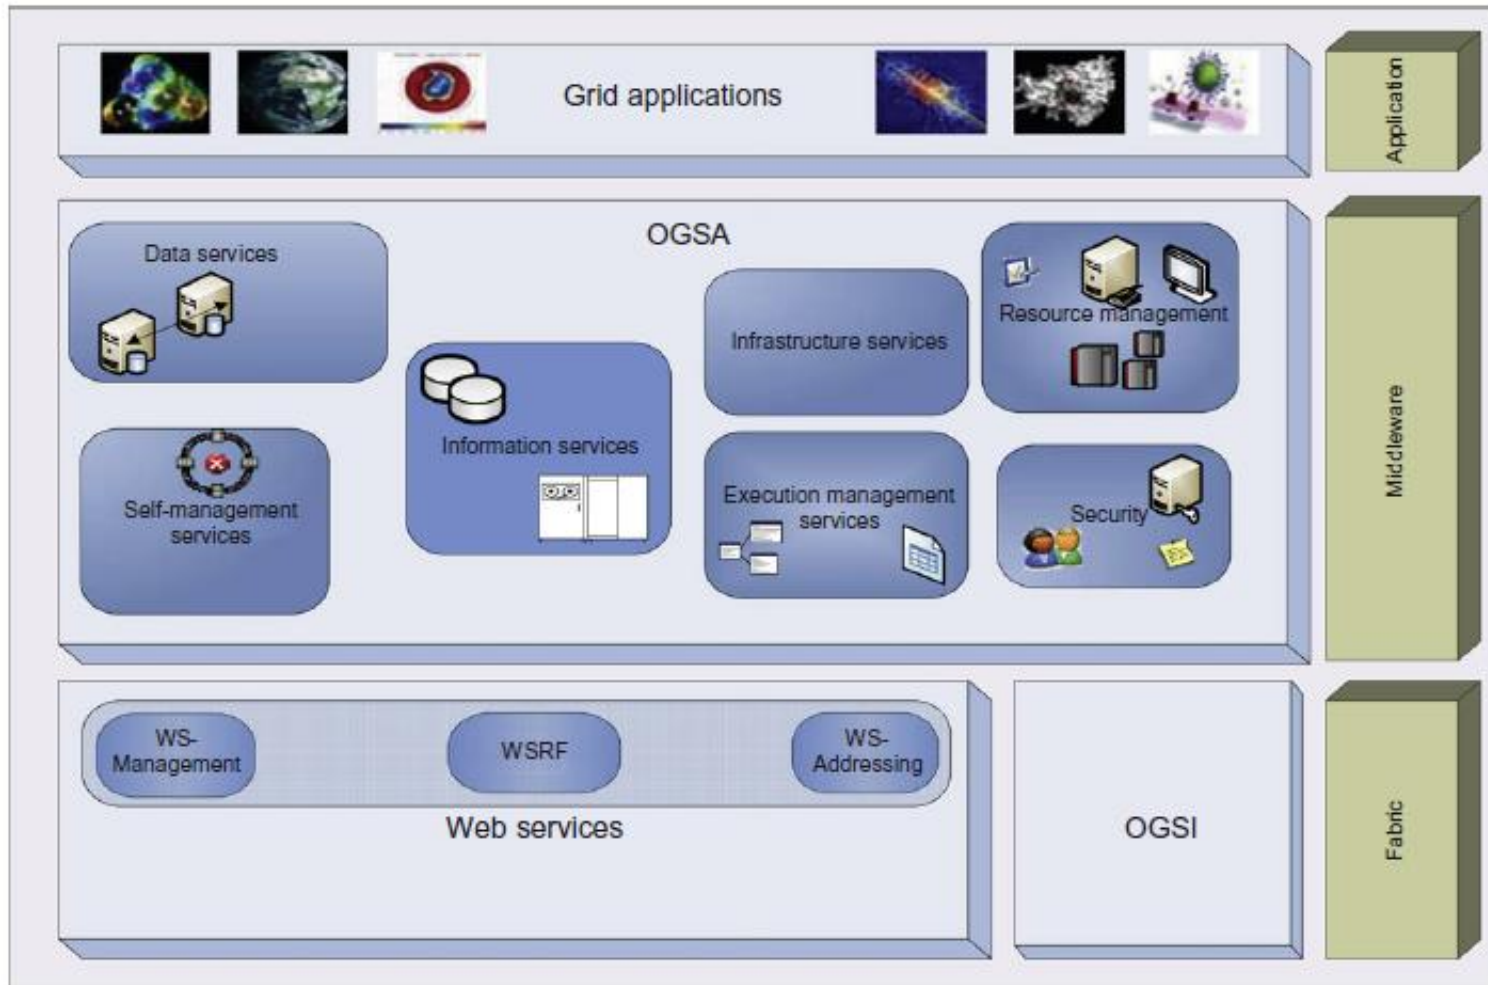 Grid applications
Application
OGSA
Data services
Infrastructure services
Resource management
Information services
Self-management
services
Execution management
services
Security
Middleware
WS-
Management
WSRF
WS-
Addressing
Web services
OGSI
Fabric